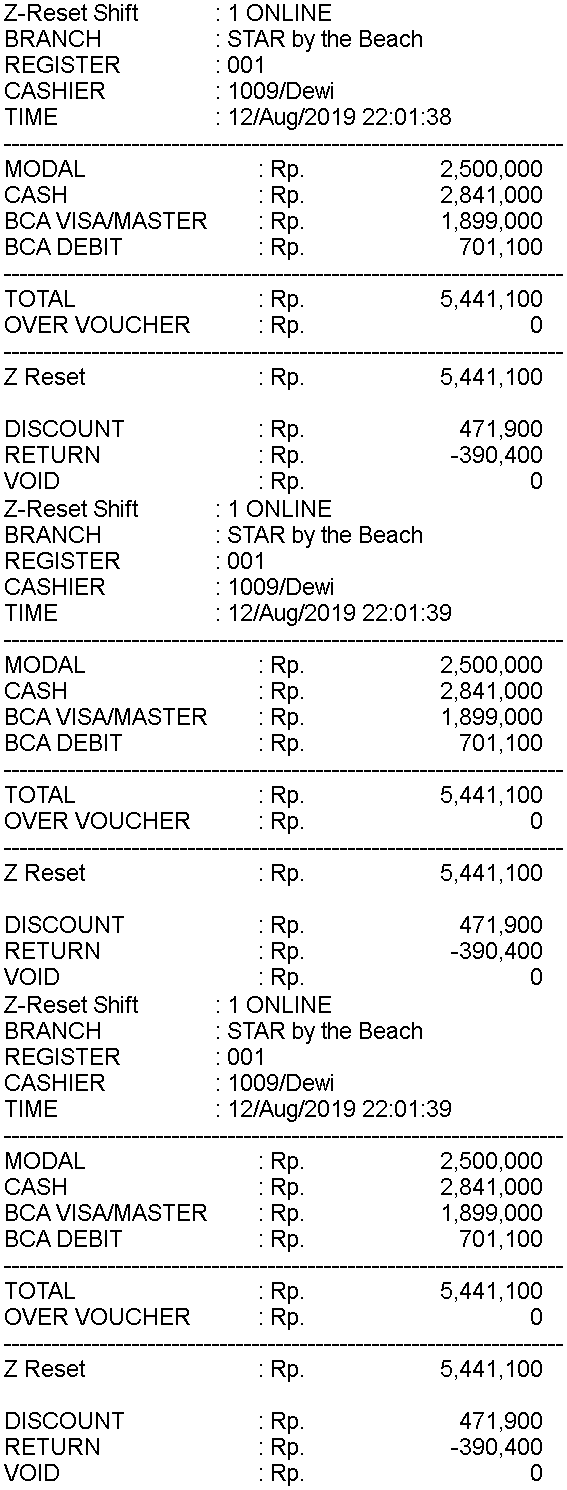 Z-Reset Shift : 1 ONLINE
BRANCH : STAR by the Beach
REGISTER : 001
CASHIER : 1009/Dewi
TIME : 12/Aug/2019 22:01:38
MODAL : Rp. 2,500,000
CASH : Rp. 2,841,000
BCA VISA/MASTER : Rp. 1,899,000
BCA DEBIT : Rp. 701,100
TOTAL : Rp. 5,441,100
OVER VOUCHER : Rp. 0
Z Reset : Rp. 5,441,100
DISCOUNT : Rp. 471,900
RETURN : Rp. -390,400
VOID : Rp. 0
Z-Reset Shift : 1 ONLINE
BRANCH : STAR by the Beach
REGISTER : 001
CASHIER : 1009/Dewi
TIME : 12/Aug/2019 22:01:39
MODAL : Rp. 2,500,000
CASH : Rp. 2,841,000
BCA VISA/MASTER : Rp. 1,899,000
BCA DEBIT : Rp. 701,100
TOTAL : Rp. 5,441,100
OVER VOUCHER : Rp. 0
Z Reset : Rp. 5,441,100
DISCOUNT : Rp. 471,900
RETURN : Rp. -390,400
VOID : Rp. 0
Z-Reset Shift : 1 ONLINE
BRANCH : STAR by the Beach
REGISTER : 001
CASHIER : 1009/Dewi
TIME : 12/Aug/2019 22:01:39
MODAL : Rp. 2,500,000
CASH : Rp. 2,841,000
BCA VISA/MASTER : Rp. 1,899,000
BCA DEBIT : Rp. 701,100
TOTAL : Rp. 5,441,100
OVER VOUCHER : Rp. 0
Z Reset : Rp. 5,441,100
DISCOUNT : Rp. 471,900
RETURN : Rp. -390,400
VOID : Rp. 0